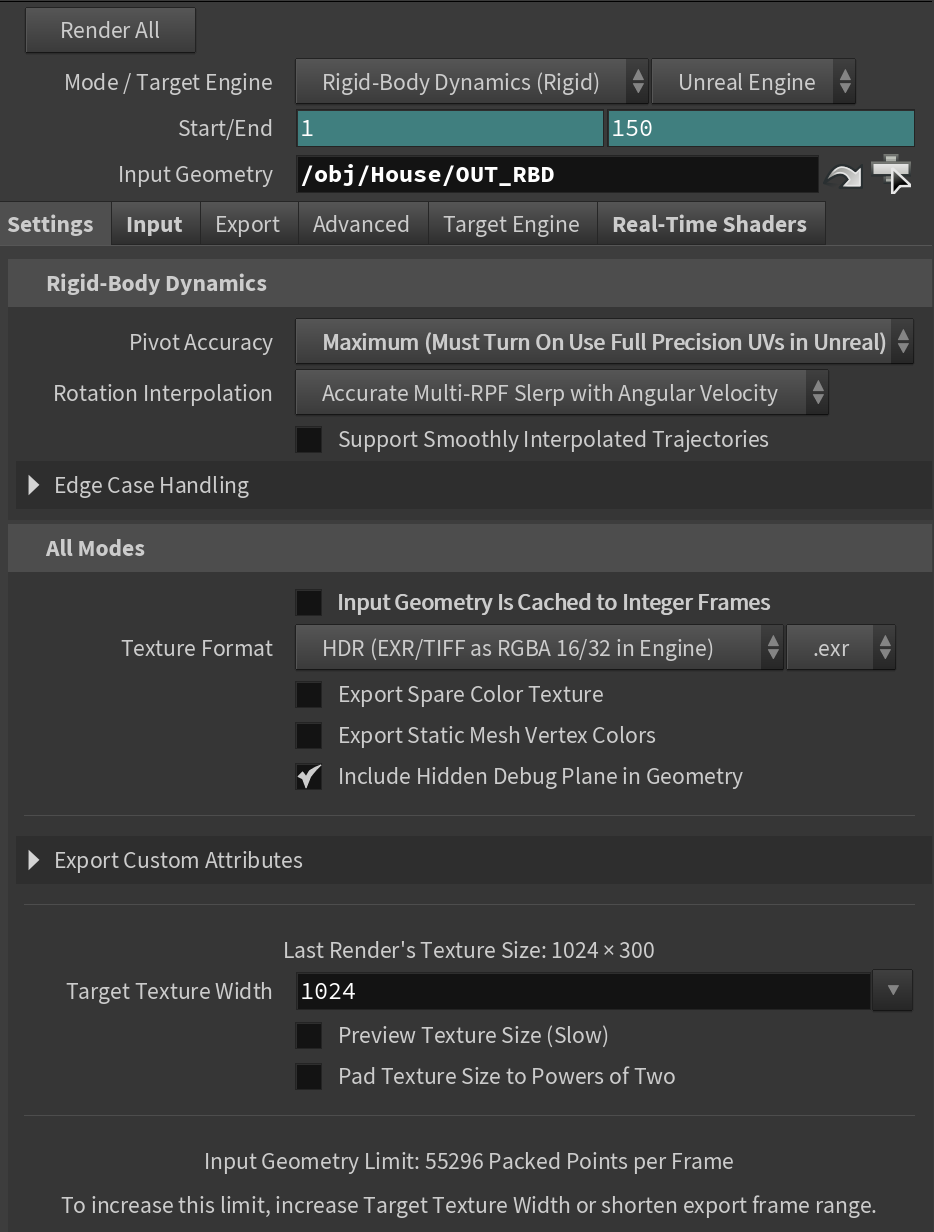 Render All
Mode / Target Engine Rigid-Body Dynamics (Rigid) Unreal Engine
Start/End 1 150
Input Geometry /obj/House/OUT_RBD
Settings Input Export Advanced Target Engine Real-Time Shaders
Rigid-Body Dynamics
Pivot Accuracy Maximum (Must Turn On Use Full Precision UVs in Unreal)
Rotation Interpolation Accurate Multi-RPF Slerp with Angular Velocity
Support Smoothly Interpolated Trajectories
Edge Case Handling
All Modes
Input Geometry Is Cached to Integer Frames
Texture Format HDR (EXR/TIFF as RGBA 16/32 in Engine) .exr
Export Spare Color Texture
Export Static Mesh Vertex Colors
Include Hidden Debug Plane in Geometry
Export Custom Attributes
Last Render's Texture Size: 1024 × 300
Target Texture Width 1024
Preview Texture Size (Slow)
Pad Texture Size to Powers of Two
Input Geometry Limit: 55296 Packed Points per Frame
To increase this limit, increase Target Texture Width or shorten export frame range.